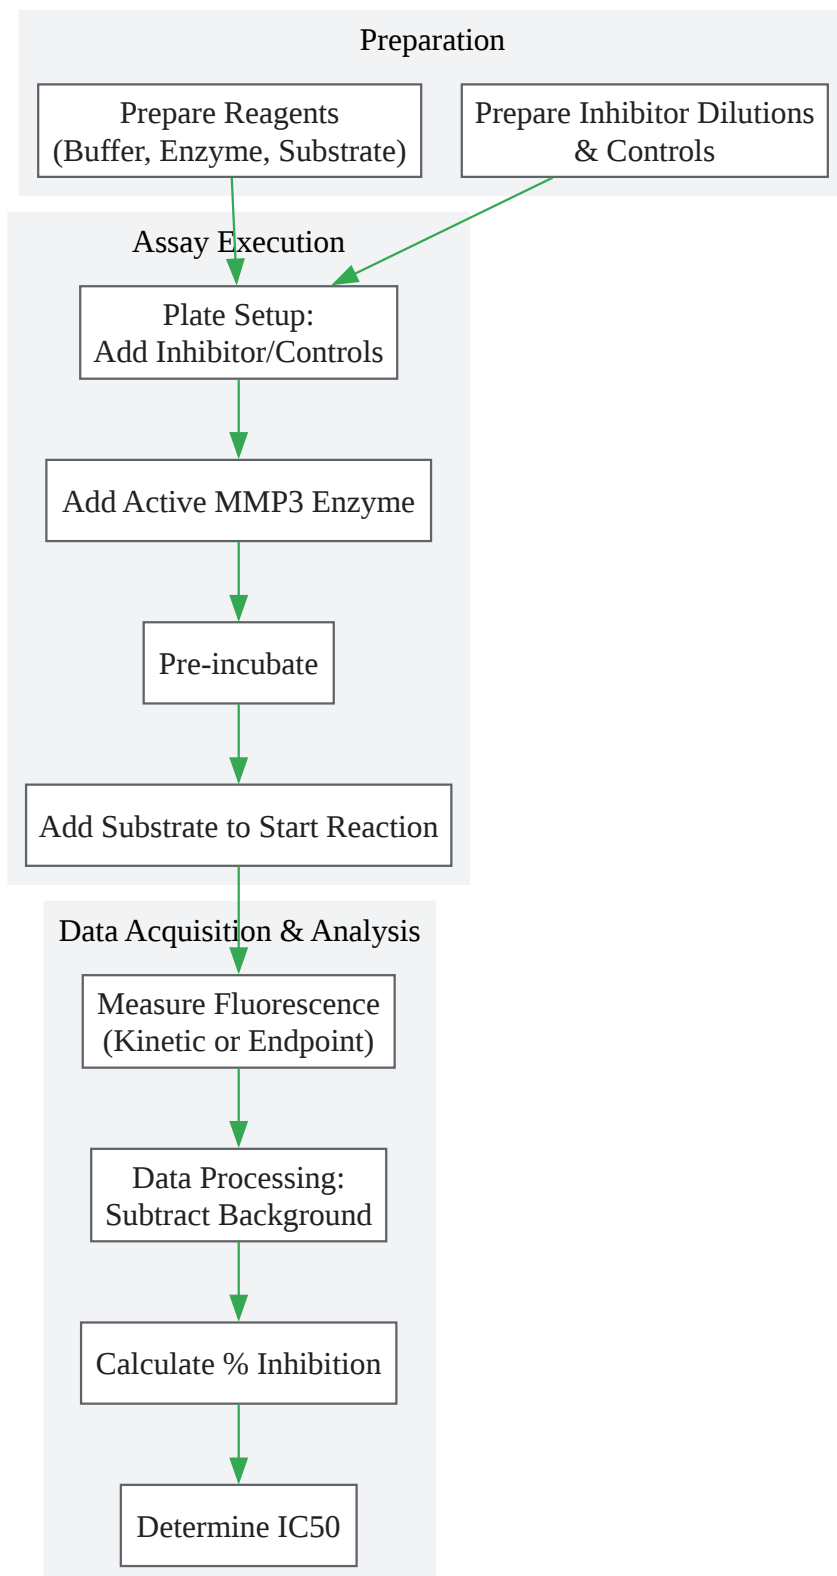 Preparation
Prepare Reagents
(Buffer, Enzyme, Substrate)
Prepare Inhibitor Dilutions
& Controls
Assay Execution
Plate Setup:
Add Inhibitor/Controls
Add Active MMP3 Enzyme
Pre-incubate
Add Substrate to Start Reaction
Data Acquisition & Analysis
Measure Fluorescence
(Kinetic or Endpoint)
Data Processing:
Subtract Background
Calculate % Inhibition
Determine IC50